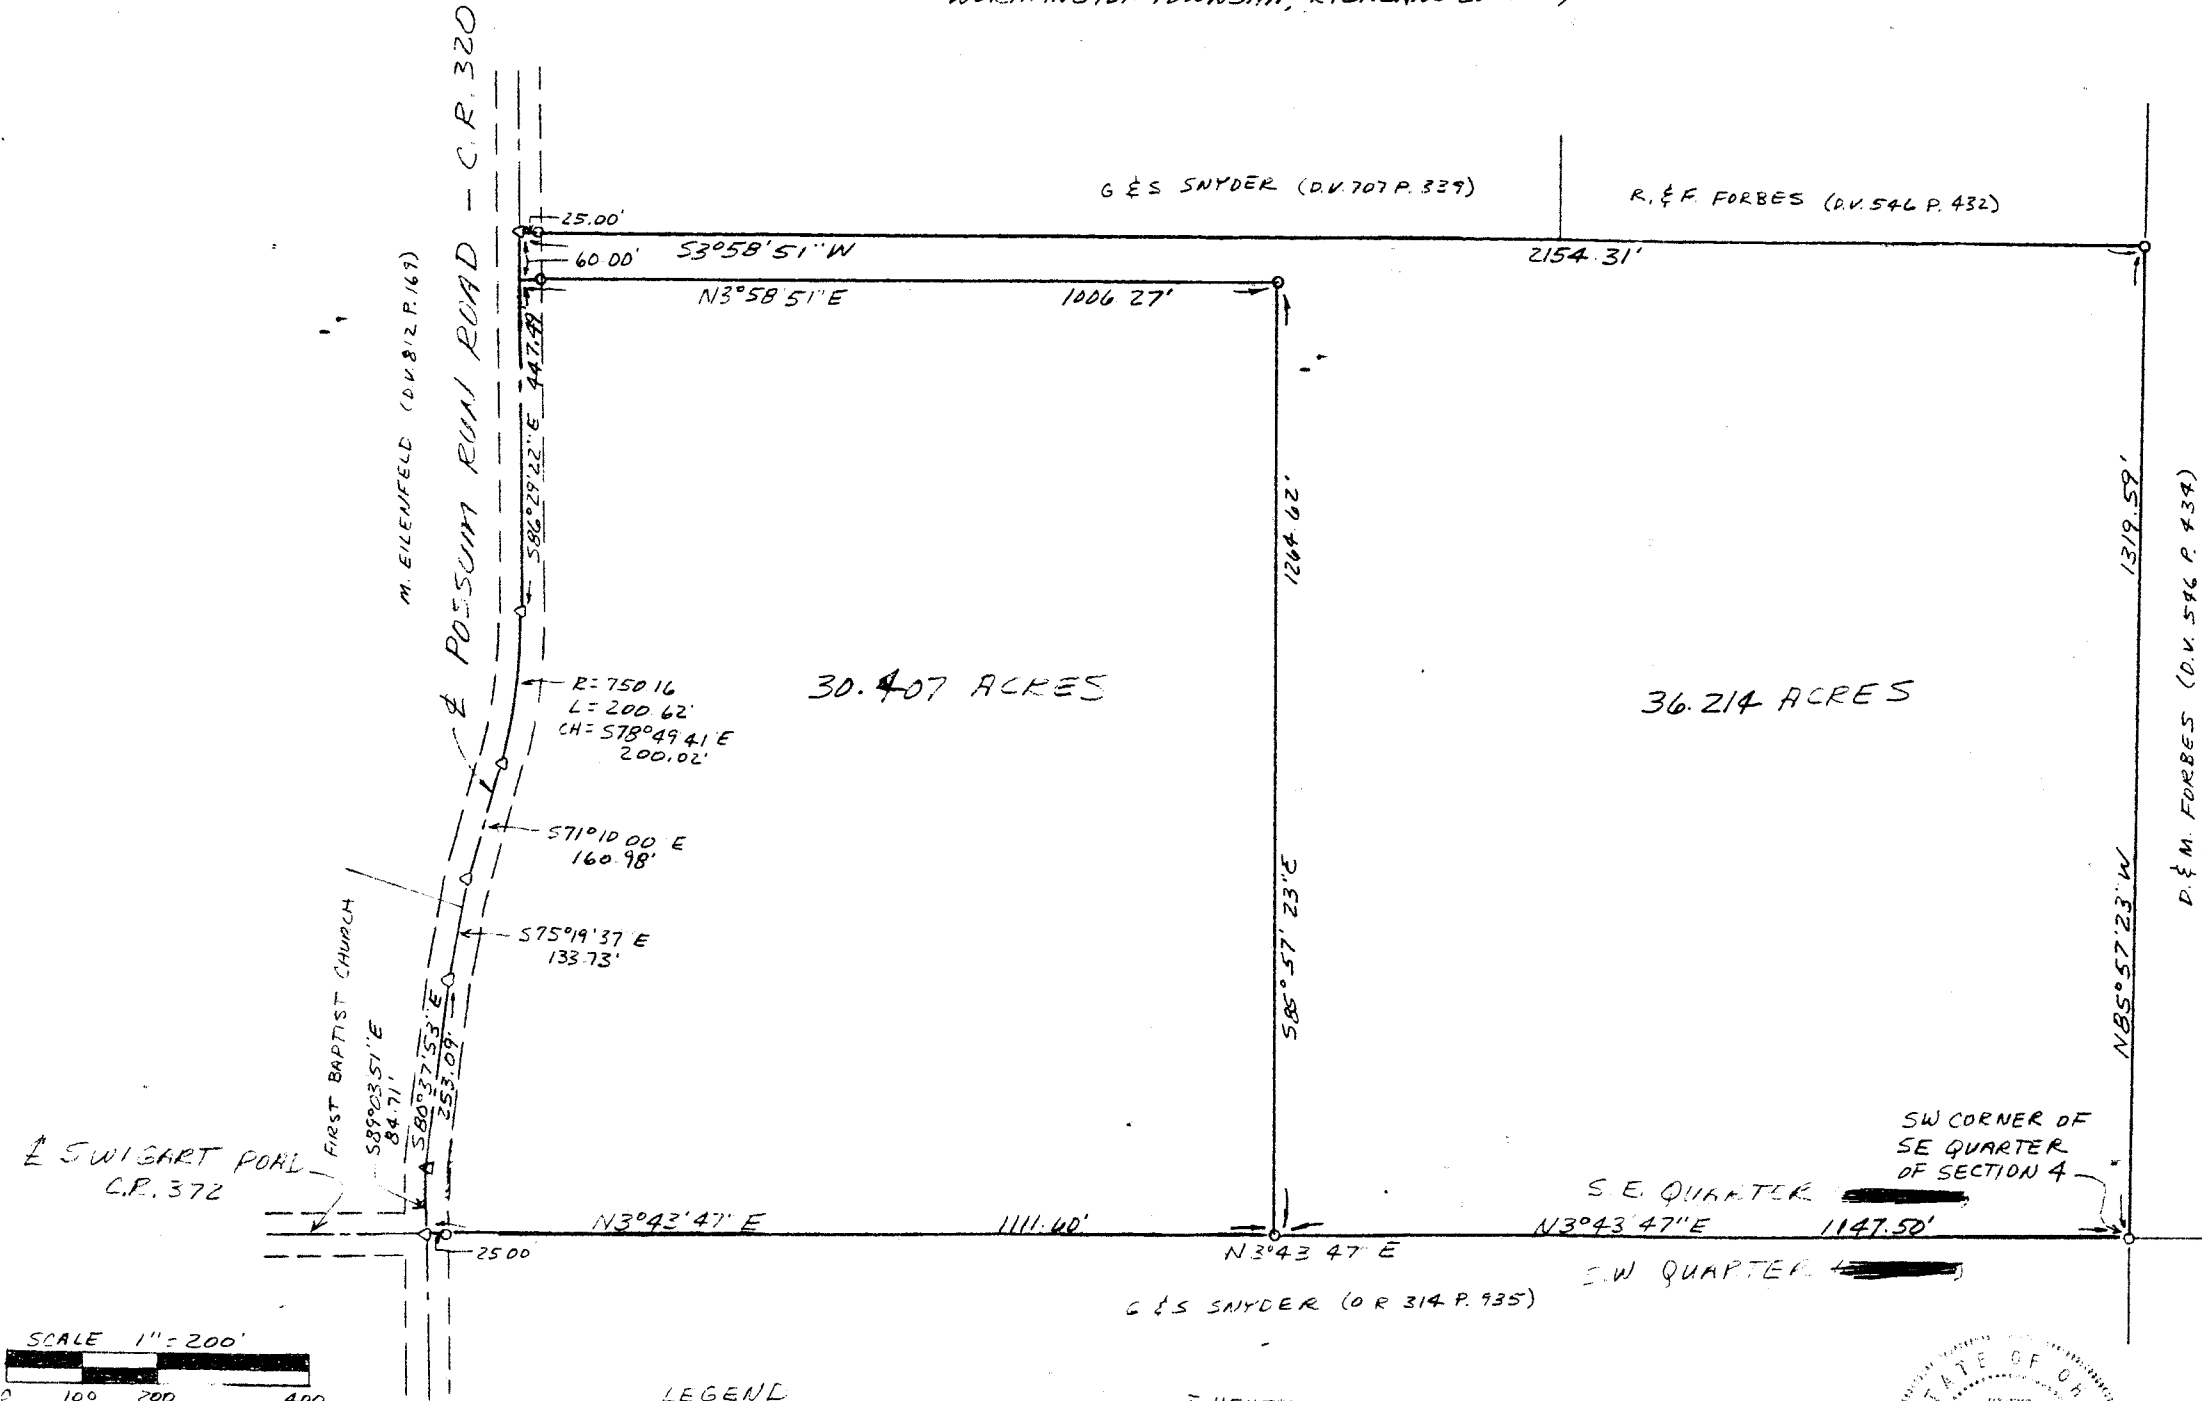 POSSUM RUN ROAD - C.R. 320
M. EILENFELD (D.V. 812 P. 169)
G & S SNYDER (D.V. 707 P. 339)
R. & F. FORBES (D.V. 546 P. 432)
25.00'
60.00'
S3°58'51"W
2154.31'
N3°58'51"E
1006.27'
S86°29'22"E 447.49'
1264.62'
S85°57'23"E
1319.59'
N85°57'23"W
D. & M. FORBES (D.V. 546 P. 434)
R=750.16
L=200.62'
CH=S78°49'41"E
200.02'
30.407 ACRES
36.214 ACRES
S71°10'00"E
160.98'
S75°19'37"E
133.73'
FIRST BAPTIST CHURCH
S89°03'51"E
84.71'
S80°37'53"E
253.09'
℄ SWIGART ROAD
C.R. 372
SW CORNER OF
SE QUARTER
OF SECTION 4
S.E. QUARTER
N3°43'47"E
1111.60'
N3°43'47"E
1147.50'
25.00
N3°43'47"E
S.W QUARTER
G & S SNYDER (O R 314 P. 935)
SCALE 1"=200'
0 100 200 400
LEGEND
STATE OF OH